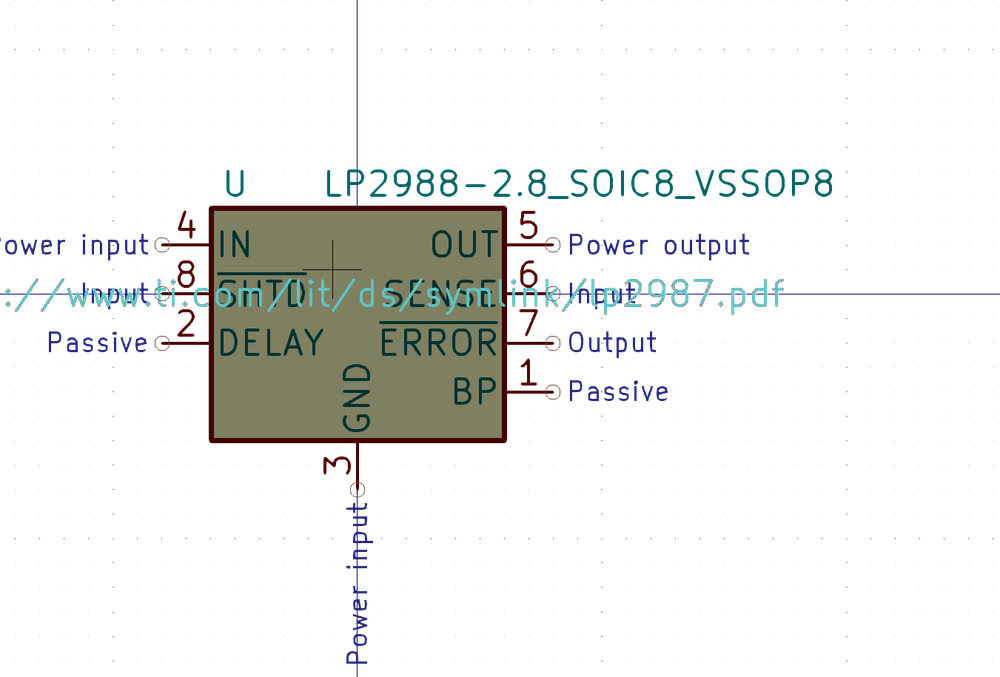 U LP2988-2.8_SOIC8_VSSOP8
Power input 4 IN OUT 5 Power output
Input 8 SHTD SENSE 6 Input
://www.ti.com/lit/ds/symlink/lp2987.pdf
Passive 2 DELAY ERROR 7 Output
BP 1 Passive
GND
3
Power input